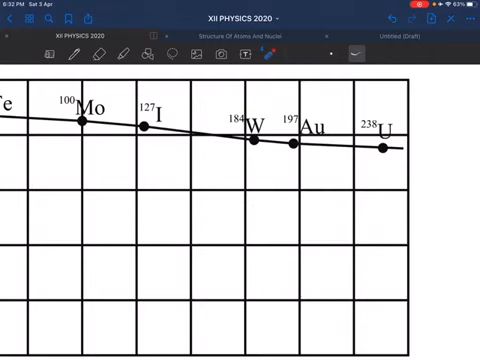 6:32 PM Sat 3 Apr
63%
XII PHYSICS 2020
XII PHYSICS 2020
Structure Of Atoms And Nuclei
Untitled (Draft)
Fe
¹⁰⁰Mo
¹²⁷I
¹⁸⁴W
¹⁹⁷Au
²³⁸U